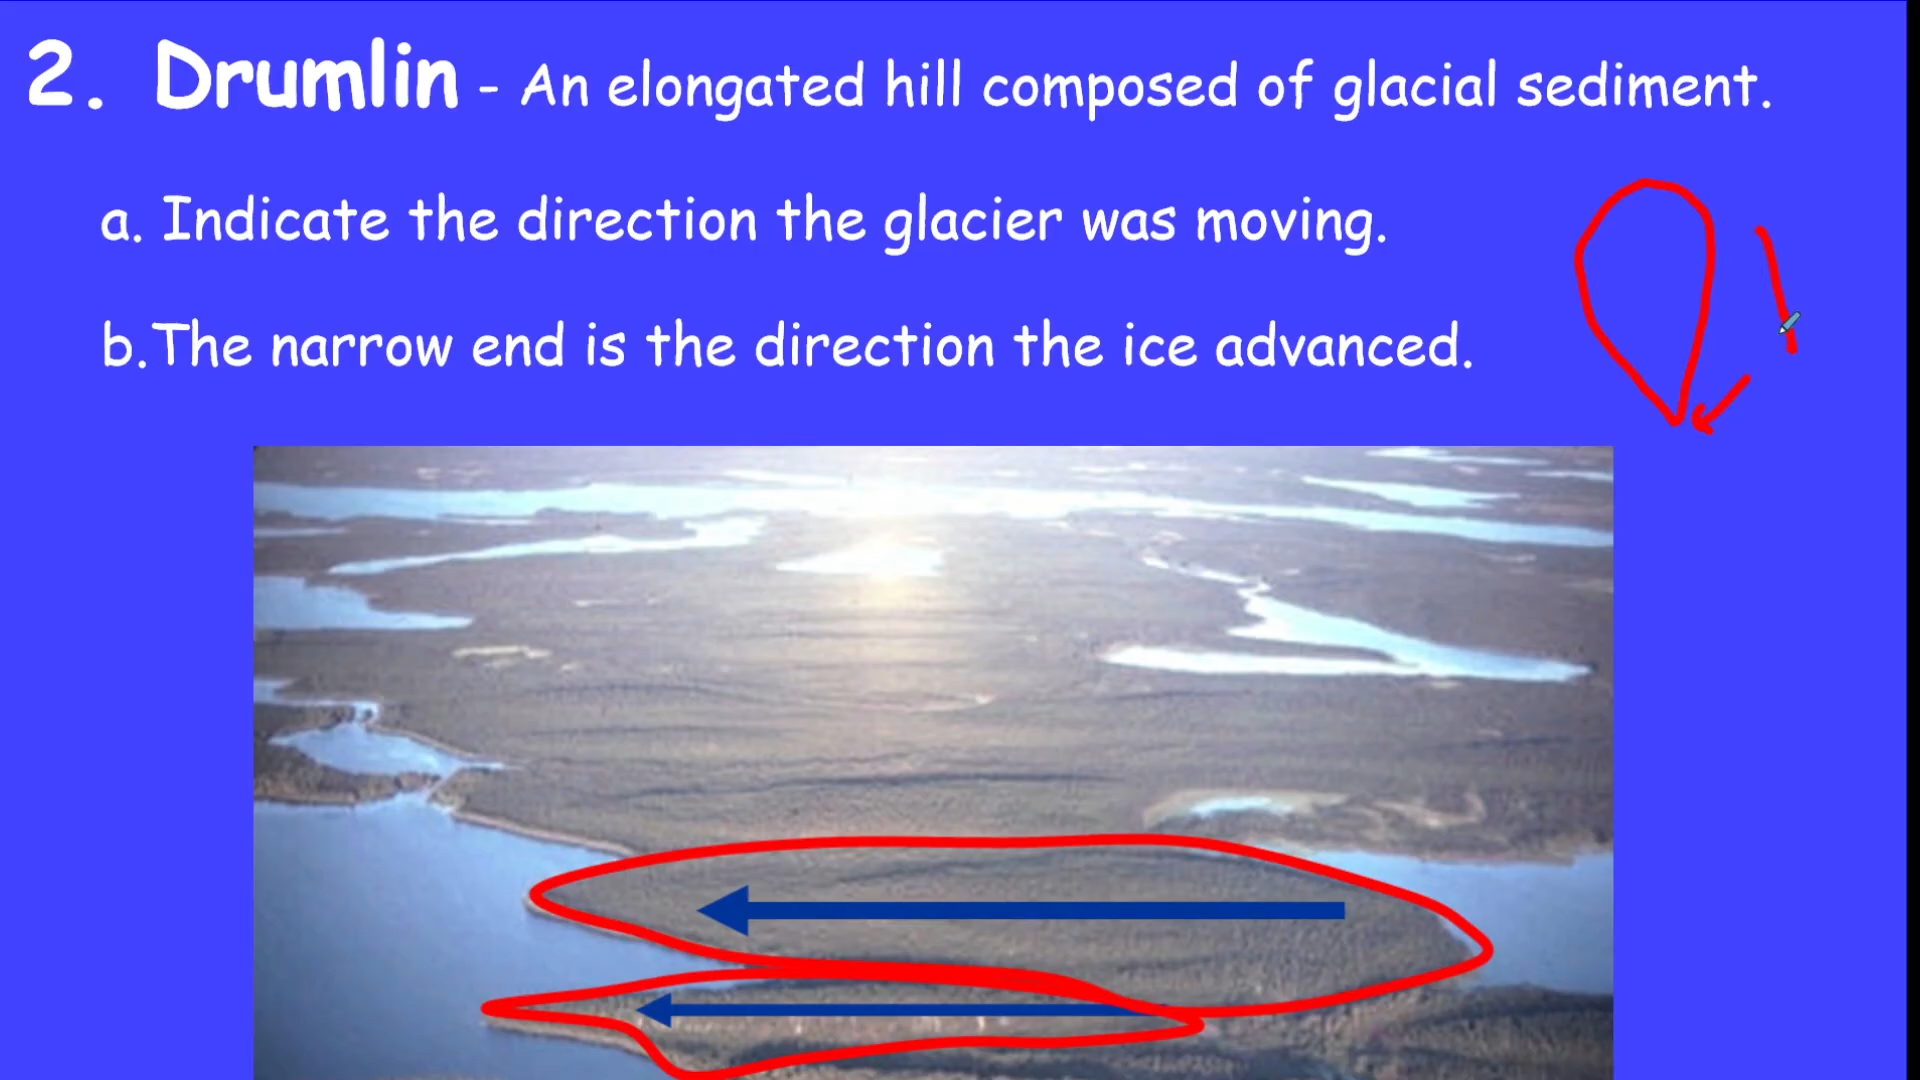 2. Drumlin - An elongated hill composed of glacial sediment.
a. Indicate the direction the glacier was moving.
b.The narrow end is the direction the ice advanced.